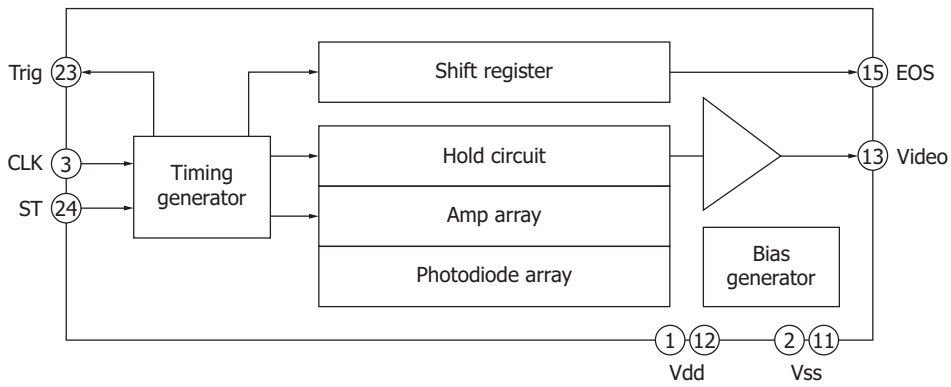 Trig 23
Shift register
15 EOS
CLK 3
Timing
generator
Hold circuit
13 Video
ST 24
Amp array
Photodiode array
Bias
generator
1 12
Vdd
2 11
Vss